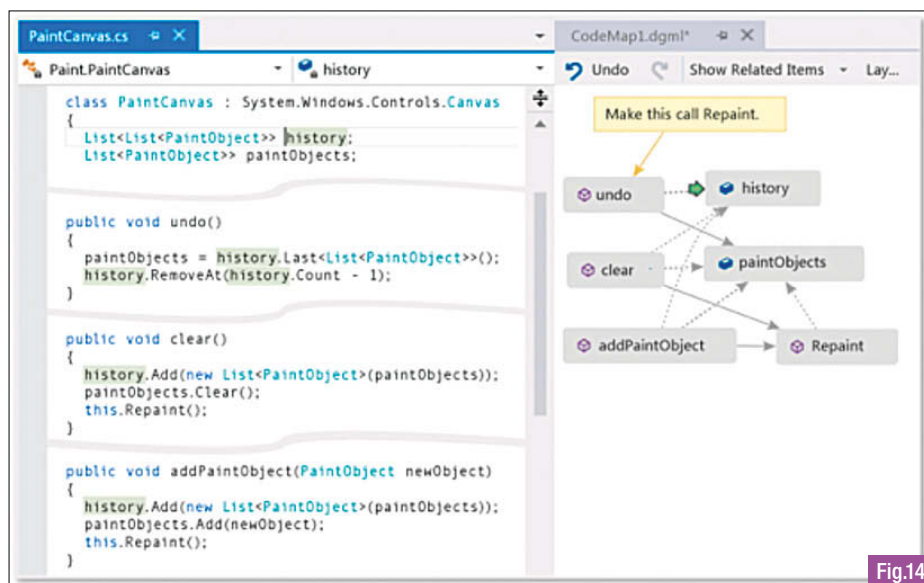 PaintCanvas.cs
CodeMap1.dgml*
Paint.PaintCanvas
history
Undo
Show Related Items
Lay...
class PaintCanvas : System.Windows.Controls.Canvas
{
List<List<PaintObject>> history;
List<PaintObject>> paintObjects;
public void undo()
{
paintObjects = history.Last<List<PaintObject>>();
history.RemoveAt(history.Count - 1);
}
public void clear()
{
history.Add(new List<PaintObject>(paintObjects));
paintObjects.Clear();
this.Repaint();
}
public void addPaintObject(PaintObject newObject)
{
history.Add(new List<PaintObject>(paintObjects));
paintObjects.Add(newObject);
this.Repaint();
}
Make this call Repaint.
undo
history
clear
paintObjects
addPaintObject
Repaint
Fig.14